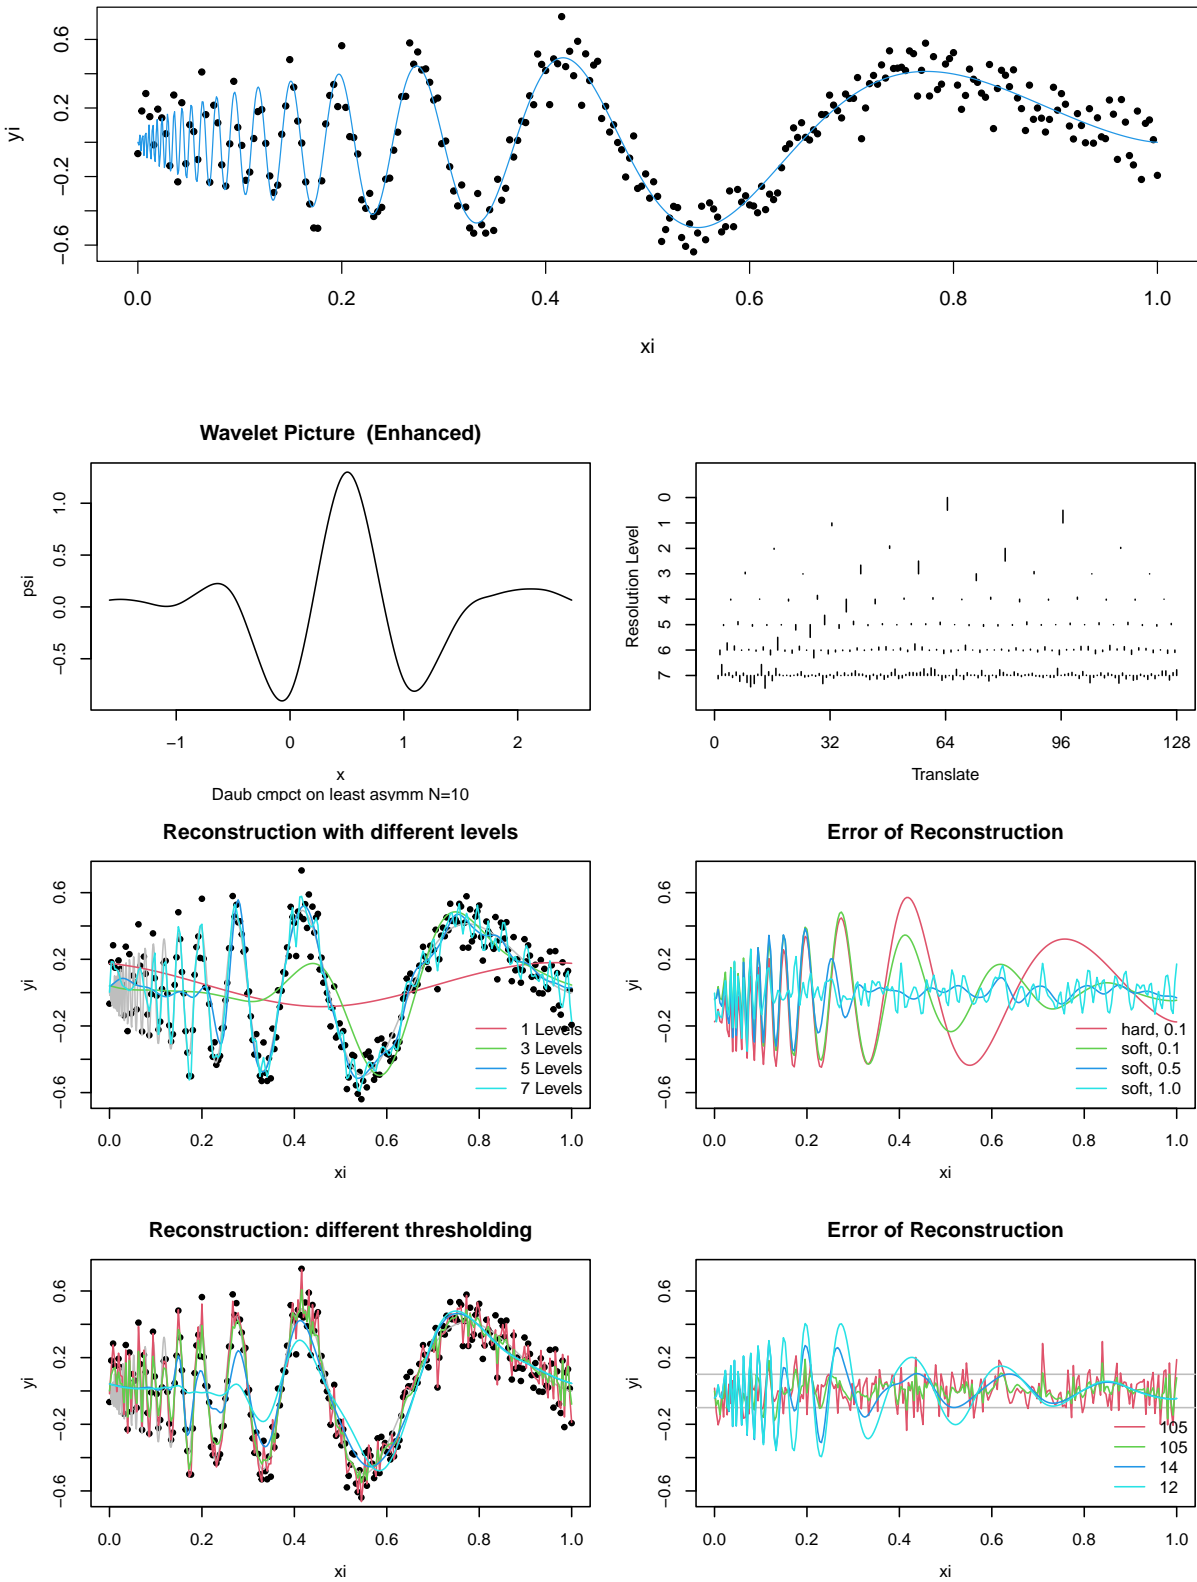 yi
0.6
0.2
−0.2
−0.6
0.0 0.2 0.4 0.6 0.8 1.0
xi
Wavelet Picture  (Enhanced)
psi
1.0
0.5
0.0
−0.5
−1 0 1 2
x
Daub cmpct on least asymm N=10
Resolution Level
0
1
2
3
4
5
6
7
0 32 64 96 128
Translate
Reconstruction with different levels
yi
0.6
0.2
−0.2
−0.6
1 Levels
3 Levels
5 Levels
7 Levels
0.0 0.2 0.4 0.6 0.8 1.0
xi
Error of Reconstruction
yi
0.6
0.2
−0.2
−0.6
hard, 0.1
soft, 0.1
soft, 0.5
soft, 1.0
0.0 0.2 0.4 0.6 0.8 1.0
xi
Reconstruction: different thresholding
yi
0.6
0.2
−0.2
−0.6
0.0 0.2 0.4 0.6 0.8 1.0
xi
Error of Reconstruction
yi
0.6
0.2
−0.2
−0.6
105
105
14
12
0.0 0.2 0.4 0.6 0.8 1.0
xi